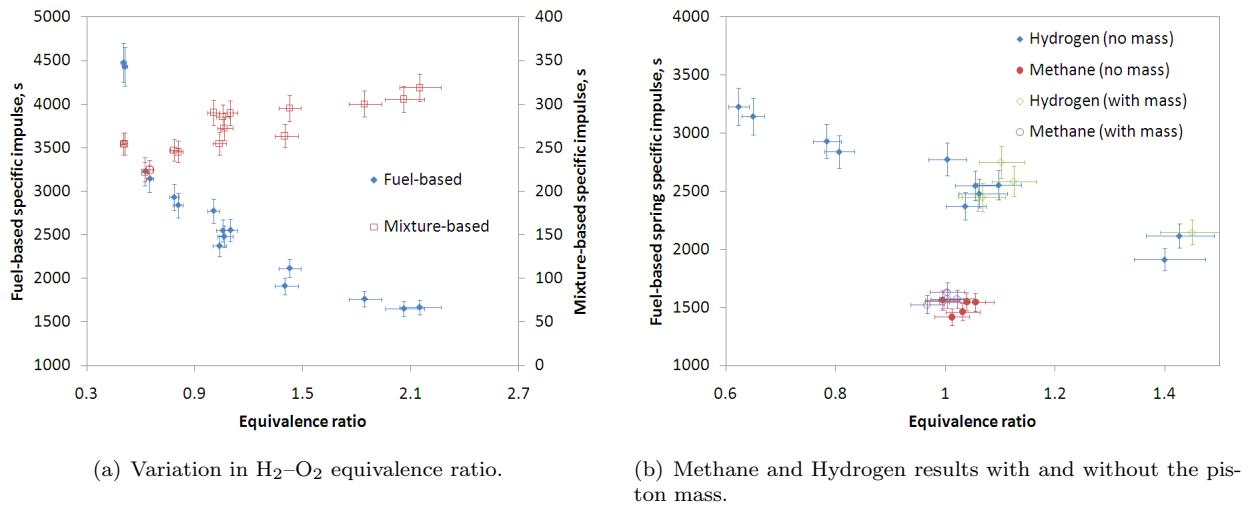 5000
4500
4000
3500
3000
2500
2000
1500
1000
Fuel-based specific impulse, s
400
350
300
250
200
150
100
50
0
Mixture-based specific impulse, s
Fuel-based
Mixture-based
0.3 0.9 1.5 2.1 2.7
Equivalence ratio
(a) Variation in H₂–O₂ equivalence ratio.
4000
3500
3000
2500
2000
1500
1000
Fuel-based spring specific impulse, s
Hydrogen (no mass)
Methane (no mass)
Hydrogen (with mass)
Methane (with mass)
0.6 0.8 1 1.2 1.4
Equivalence ratio
(b) Methane and Hydrogen results with and without the pis-
ton mass.